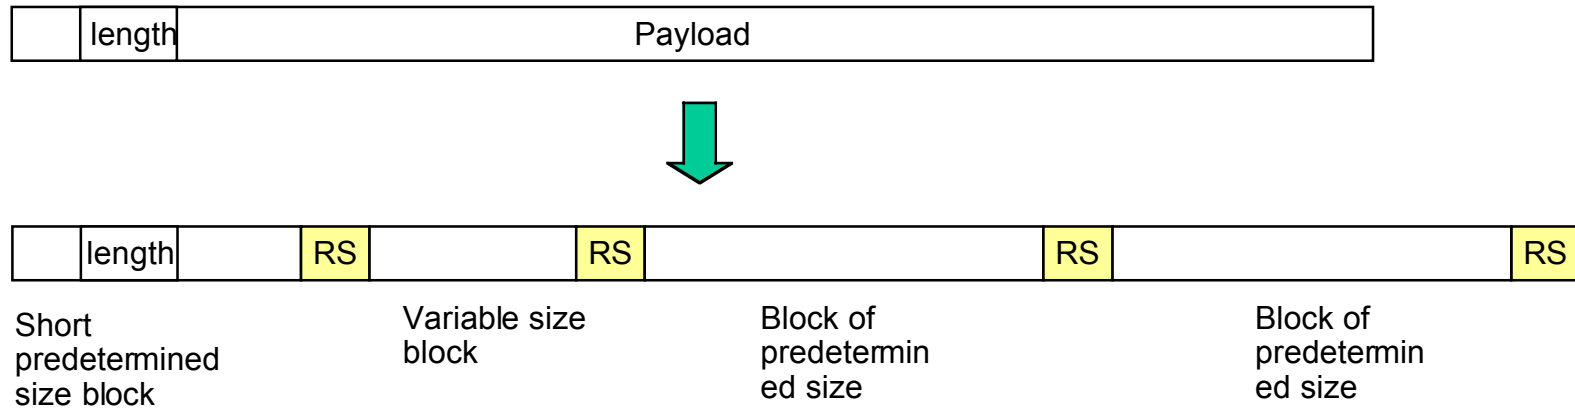 length Payload
length RS RS RS RS
Short
predetermined
size block
Variable size
block
Block of
predetermin
ed size
Block of
predetermin
ed size